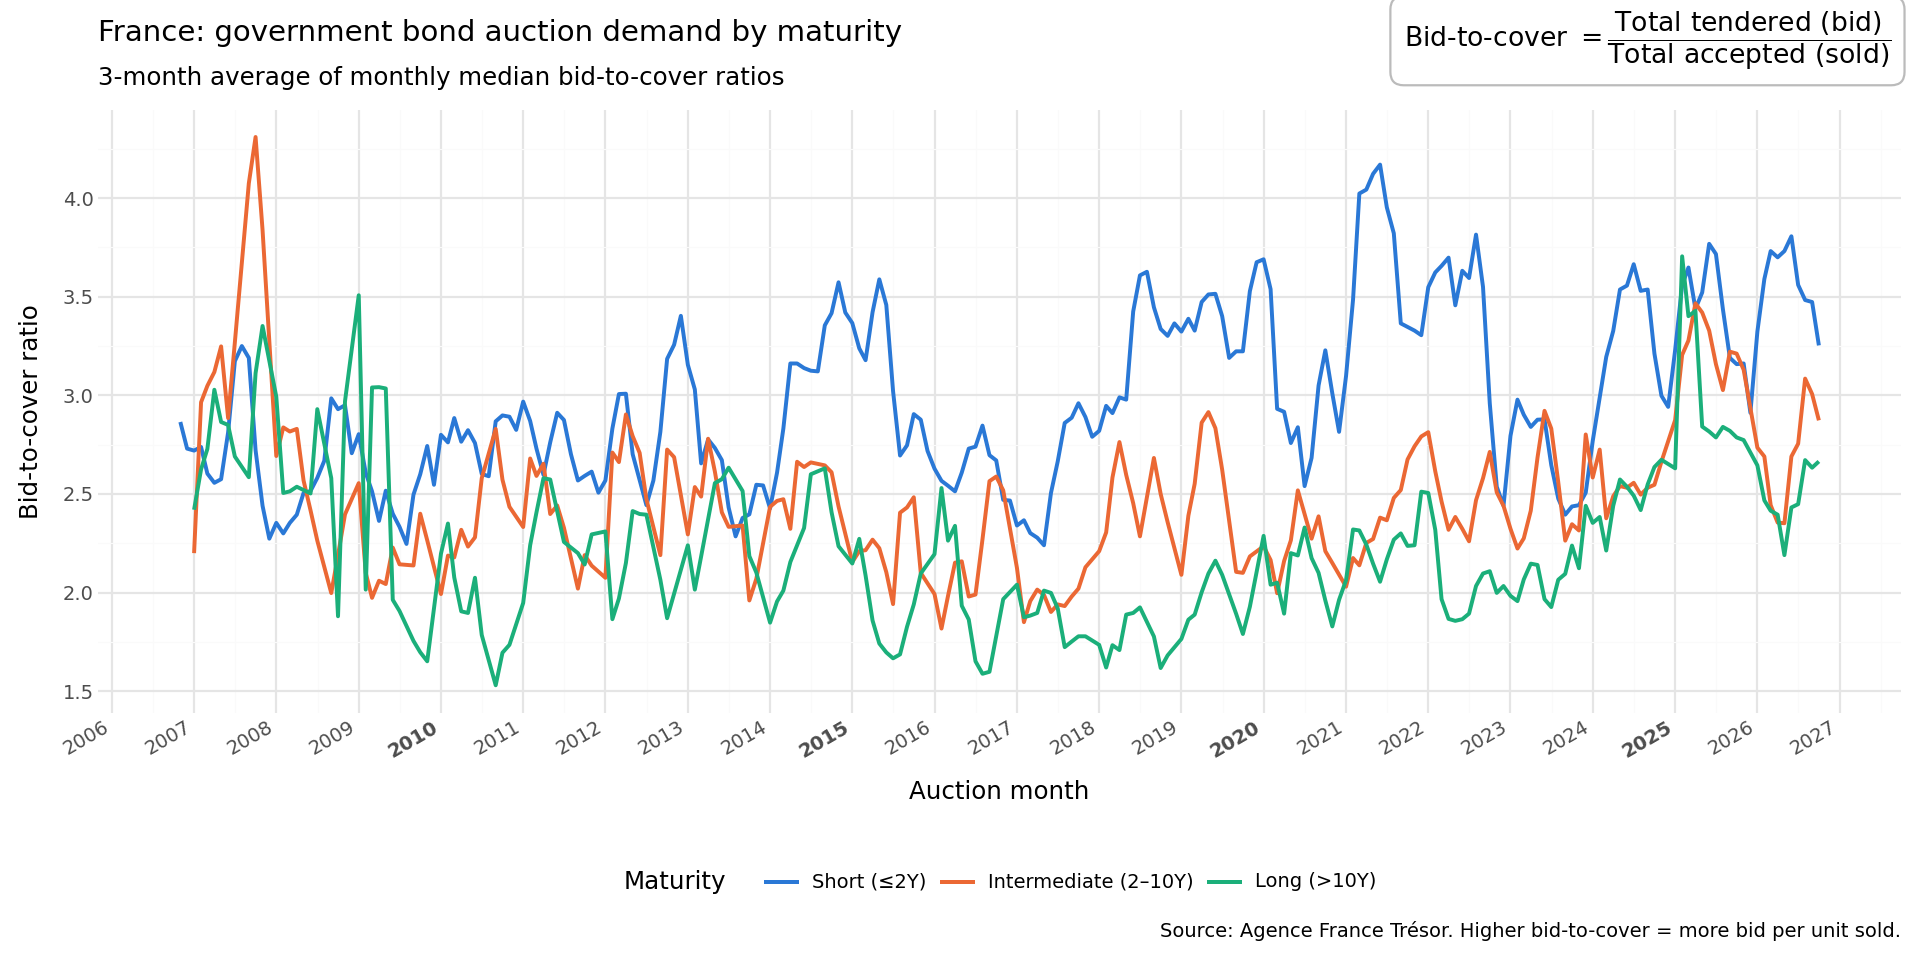 France: government bond auction demand by maturity
3-month average of monthly median bid-to-cover ratios
Bid-to-cover = Total tendered (bid)
Total accepted (sold)
Bid-to-cover ratio
4.0
3.5
3.0
2.5
2.0
1.5
2006 2007 2008 2009 2010 2011 2012 2013 2014 2015 2016 2017 2018 2019 2020 2021 2022 2023 2024 2025 2026 2027
Auction month
Maturity Short (≤2Y) Intermediate (2–10Y) Long (>10Y)
Source: Agence France Trésor. Higher bid-to-cover = more bid per unit sold.